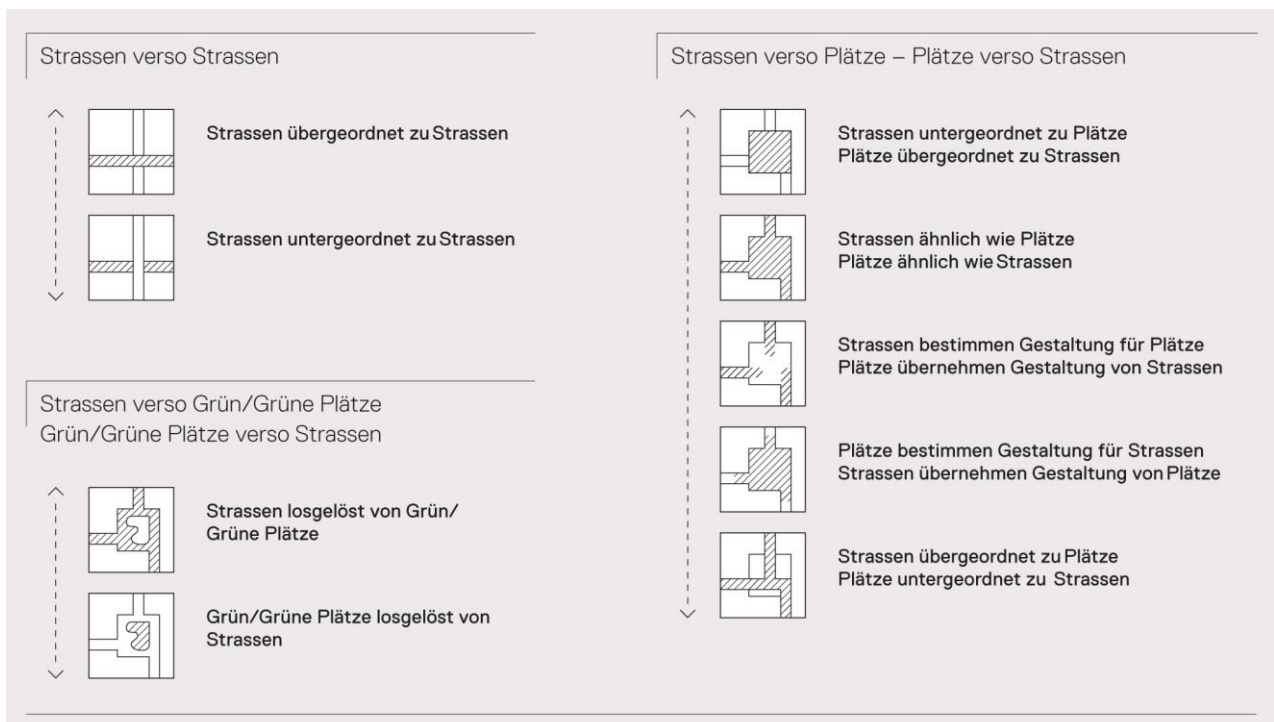 Strassen verso Strassen
Strassen übergeordnet zu Strassen
Strassen untergeordnet zu Strassen
Strassen verso Grün/Grüne Plätze
Grün/Grüne Plätze verso Strassen
Strassen losgelöst von Grün/
Grüne Plätze
Grün/Grüne Plätze losgelöst von
Strassen
Strassen verso Plätze – Plätze verso Strassen
Strassen untergeordnet zu Plätze
Plätze übergeordnet zu Strassen
Strassen ähnlich wie Plätze
Plätze ähnlich wie Strassen
Strassen bestimmen Gestaltung für Plätze
Plätze übernehmen Gestaltung von Strassen
Plätze bestimmen Gestaltung für Strassen
Strassen übernehmen Gestaltung von Plätze
Strassen übergeordnet zu Plätze
Plätze untergeordnet zu Strassen